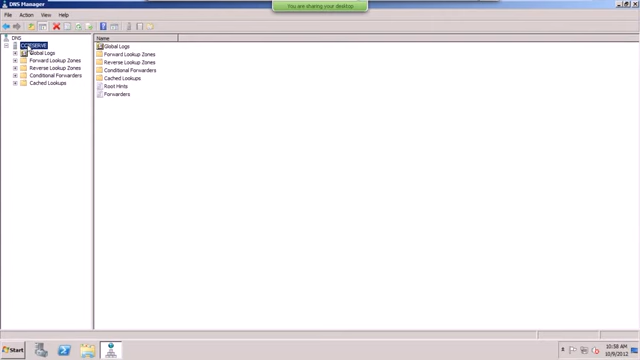 DNS Manager
You are sharing your desktop
File Action View Help
DNS
Global Logs
Forward Lookup Zones
Reverse Lookup Zones
Conditional Forwarders
Cached Lookups
Name
Global Logs
Forward Lookup Zones
Reverse Lookup Zones
Conditional Forwarders
Cached Lookups
Root Hints
Forwarders
Start
10:38 AM
10/9/2012